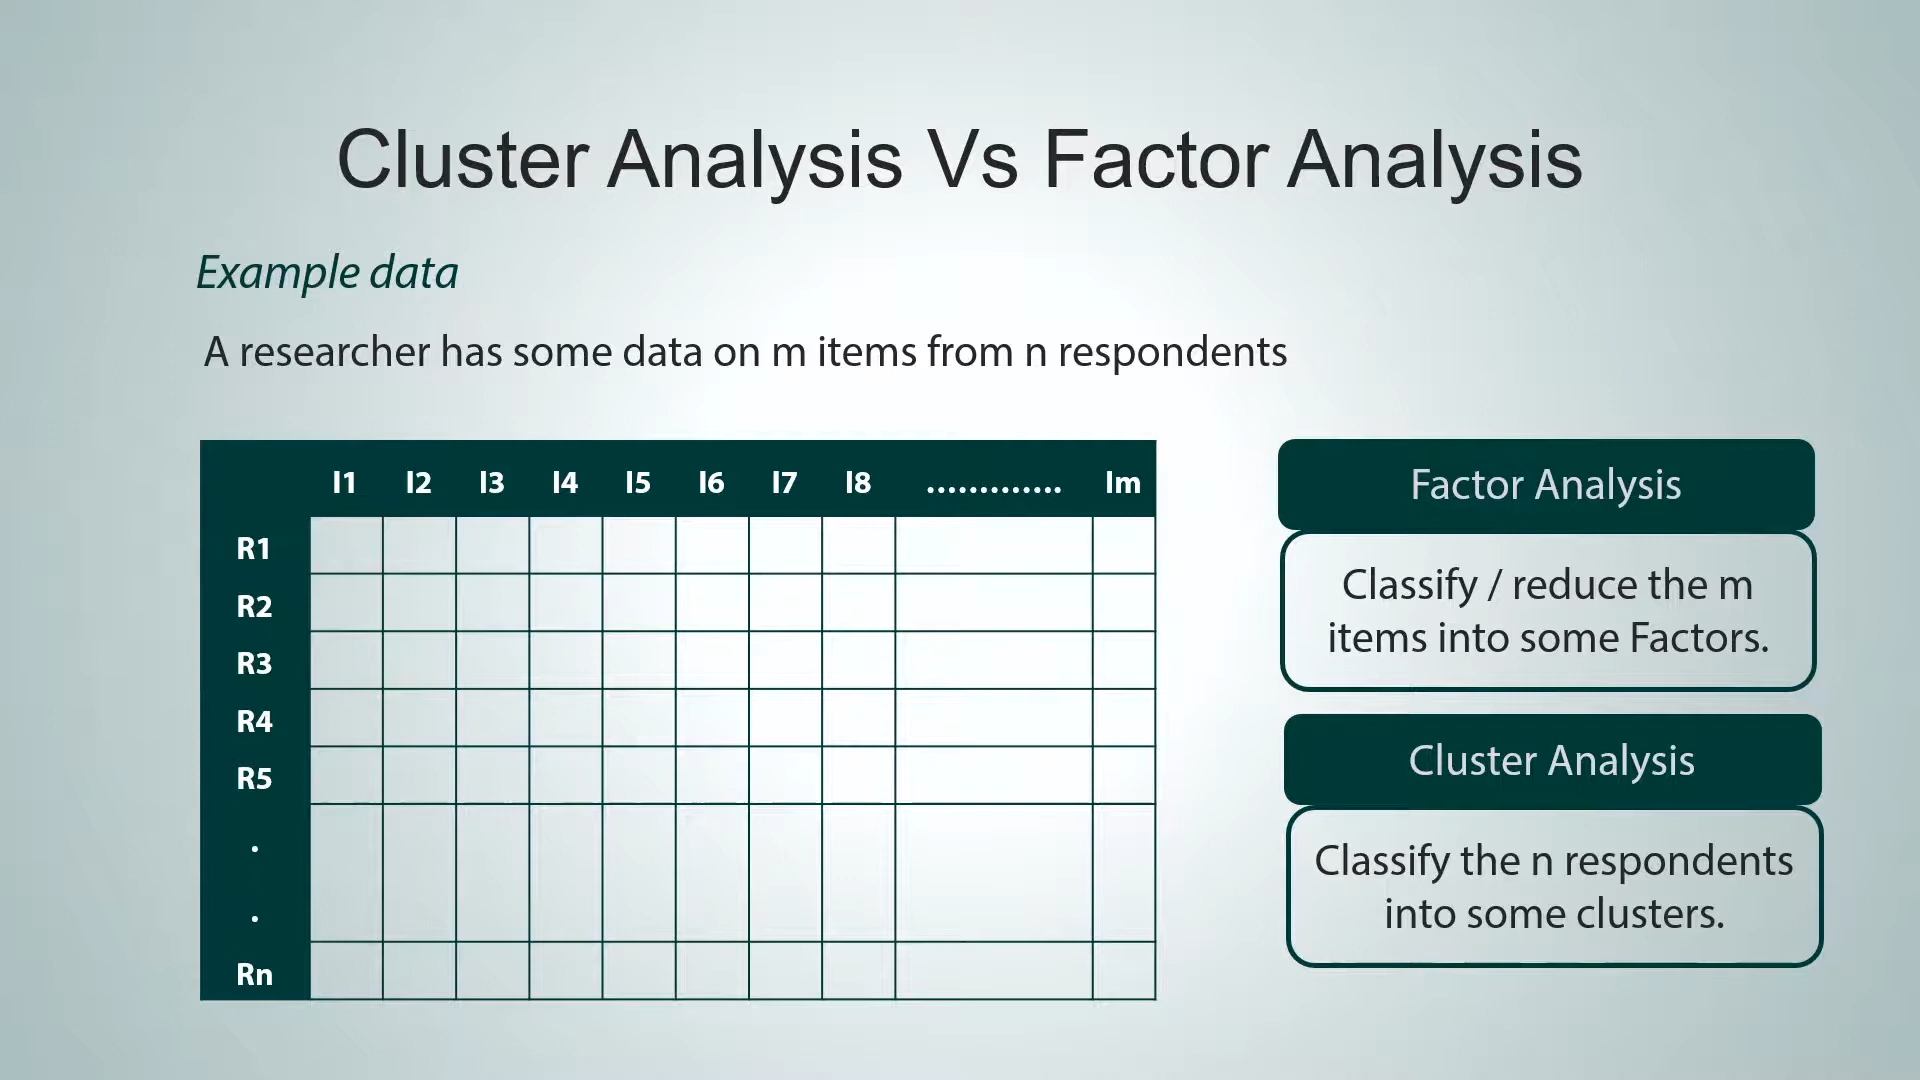 Cluster Analysis Vs Factor Analysis
Example data
A researcher has some data on m items from n respondents
I1 I2 I3 I4 I5 I6 I7 I8 ............. Im
R1
R2
R3
R4
R5
.
.
Rn
Factor Analysis
Classify / reduce the m
items into some Factors.
Cluster Analysis
Classify the n respondents
into some clusters.